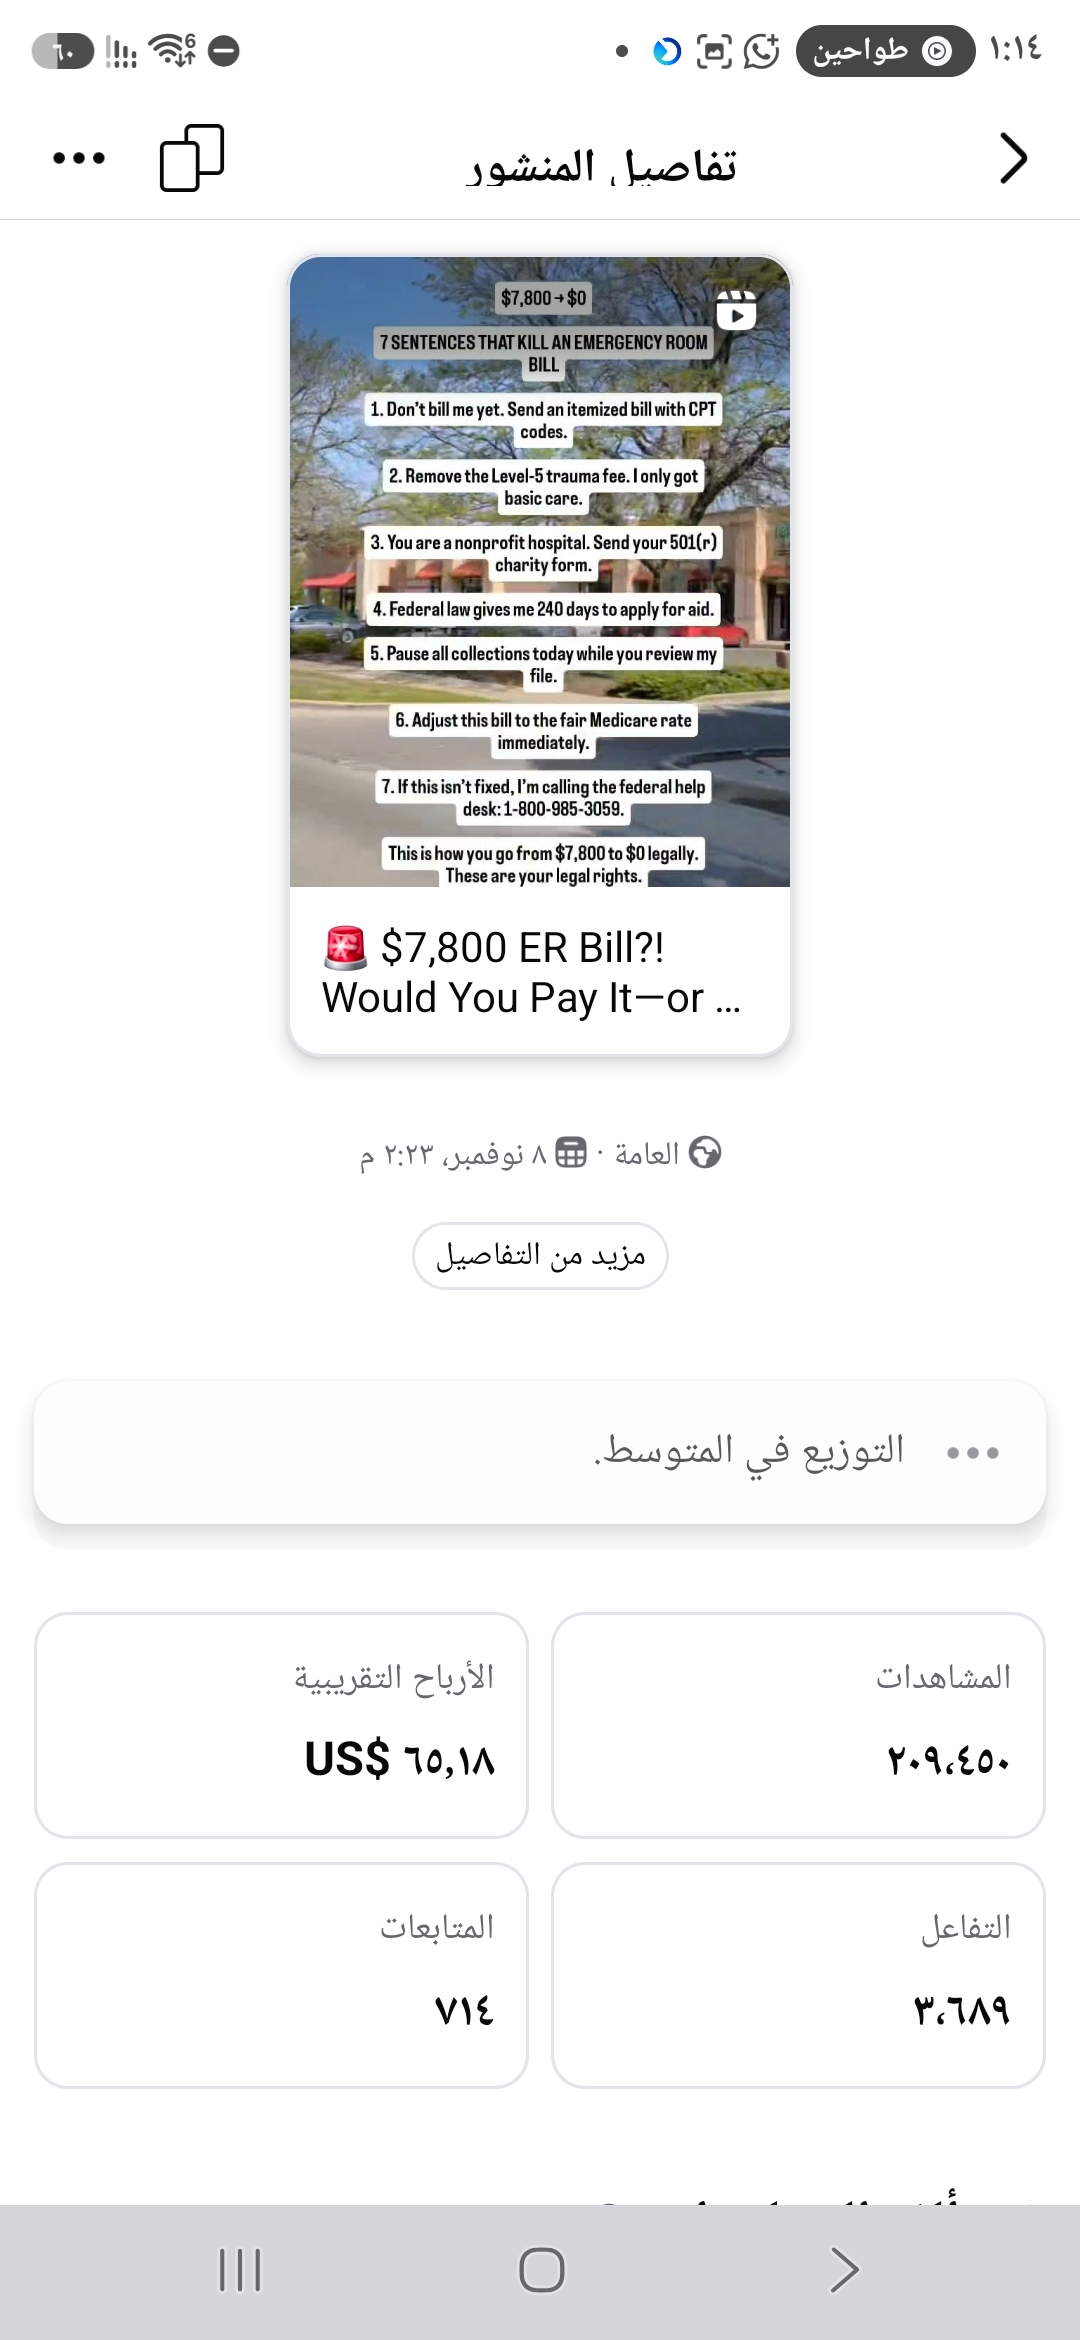 ١:١٤
طواحين
٦٠
تفاصيل المنشور
$7,800→$0
7 SENTENCES THAT KILL AN EMERGENCY ROOM
BILL
1. Don't bill me yet. Send an itemized bill with CPT
codes.
2. Remove the Level-5 trauma fee. I only got
basic care.
3. You are a nonprofit hospital. Send your 501(r)
charity form.
4. Federal law gives me 240 days to apply for aid.
5. Pause all collections today while you review my
file.
6. Adjust this bill to the fair Medicare rate
immediately.
7. If this isn't fixed, I'm calling the federal help
desk: 1-800-985-3059.
This is how you go from $7,800 to $0 legally.
These are your legal rights.
🚨 $7,800 ER Bill?!
Would You Pay It—or ...
العامة · ٨ نوفمبر، ٢:٢٣ م
مزيد من التفاصيل
التوزيع في المتوسط.
المشاهدات
٢٠٩،٤٥٠
الأرباح التقريبية
US$ ٦٥,١٨
التفاعل
٣،٦٨٩
المتابعات
٧١٤